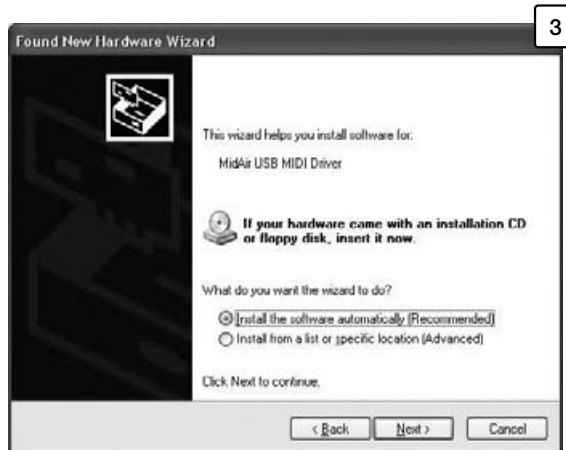 3
Found New Hardware Wizard
This wizard helps you install software for:
MidAir USB MIDI Driver
If your hardware came with an installation CD
or floppy disk, insert it now.
What do you want the wizard to do?
Install the software automatically (Recommended)
Install from a list or specific location (Advanced)
Click Next to continue.
< Back Next > Cancel